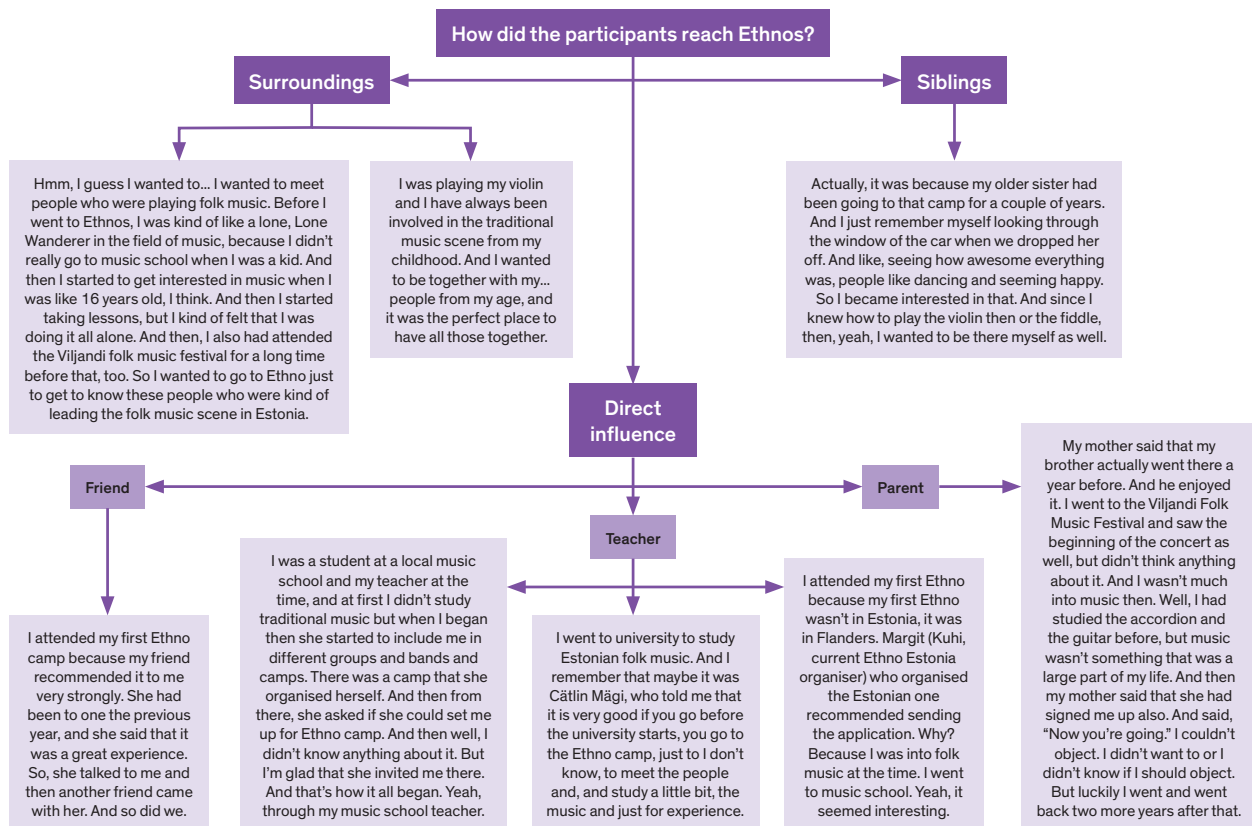 How did the participants reach Ethnos?
Surroundings
Siblings
Hmm, I guess I wanted to... I wanted to meet
people who were playing folk music. Before I
went to Ethnos, I was kind of like a lone, Lone
Wanderer in the field of music, because I didn't
really go to music school when I was a kid. And
then I started to get interested in music when I
was like 16 years old, I think. And then I started
taking lessons, but I kind of felt that I was
doing it all alone. And then, I also had attended
the Viljandi folk music festival for a long time
before that, too. So I wanted to go to Ethno just
to get to know these people who were kind of
leading the folk music scene in Estonia.
I was playing my violin
and I have always been
involved in the traditional
music scene from my
childhood. And I wanted
to be together with my...
people from my age, and
it was the perfect place to
have all those together.
Actually, it was because my older sister had
been going to that camp for a couple of years.
And I just remember myself looking through
the window of the car when we dropped her
off. And like, seeing how awesome everything
was, people like dancing and seeming happy.
So I became interested in that. And since I
knew how to play the violin then or the fiddle,
then, yeah, I wanted to be there myself as well.
Direct
influence
Friend
Teacher
Parent
I attended my first Ethno
camp because my friend
recommended it to me
very strongly. She had
been to one the previous
year, and she said that it
was a great experience.
So, she talked to me and
then another friend came
with her. And so did we.
I was a student at a local music
school and my teacher at the
time, and at first I didn't study
traditional music but when I began
then she started to include me in
different groups and bands and
camps. There was a camp that she
organised herself. And then from
there, she asked if she could set me
up for Ethno camp. And then well, I
didn't know anything about it. But
I'm glad that she invited me there.
And that's how it all began. Yeah,
through my music school teacher.
I went to university to study
Estonian folk music. And I
remember that maybe it was
Cätlin Mägi, who told me that
it is very good if you go before
the university starts, you go to
the Ethno camp, just to I don't
know, to meet the people
and, and study a little bit, the
music and just for experience.
I attended my first Ethno
because my first Ethno
wasn't in Estonia, it was
in Flanders. Margit (Kuhi,
current Ethno Estonia
organiser) who organised
the Estonian one
recommended sending
the application. Why?
Because I was into folk
music at the time. I went
to music school. Yeah, it
seemed interesting.
My mother said that my
brother actually went there a
year before. And he enjoyed
it. I went to the Viljandi Folk
Music Festival and saw the
beginning of the concert as
well, but didn't think anything
about it. And I wasn't much
into music then. Well, I had
studied the accordion and
the guitar before, but music
wasn't something that was a
large part of my life. And then
my mother said that she had
signed me up also. And said,
"Now you're going." I couldn't
object. I didn't want to or I
didn't know if I should object.
But luckily I went and went
back two more years after that.